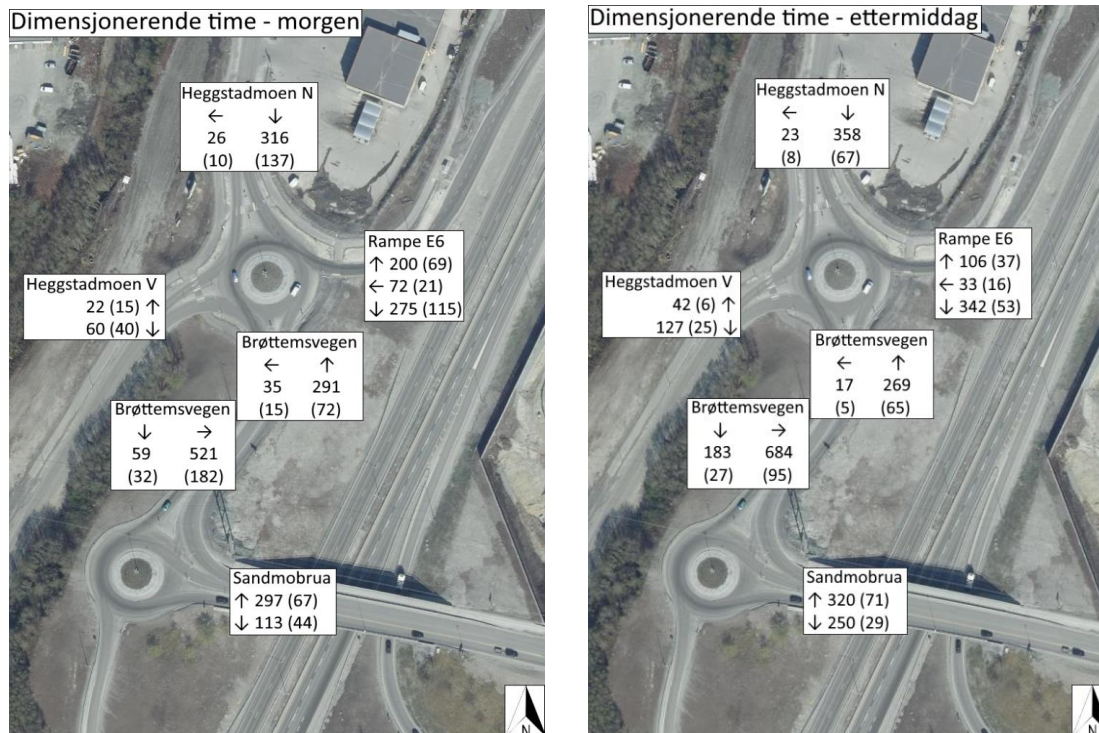 Dimensjonerende time - morgen
Heggstadmoen N
← ↓
26 316
(10) (137)
Rampe E6
↑ 200 (69)
← 72 (21)
↓ 275 (115)
Heggstadmoen V
22 (15) ↑
60 (40) ↓
Brøttemsvegen
← ↑
35 291
(15) (72)
Brøttemsvegen
↓ →
59 521
(32) (182)
Sandmobrua
↑ 297 (67)
↓ 113 (44)
N
Dimensjonerende time - ettermiddag
Heggstadmoen N
← ↓
23 358
(8) (67)
Rampe E6
↑ 106 (37)
← 33 (16)
↓ 342 (53)
Heggstadmoen V
42 (6) ↑
127 (25) ↓
Brøttemsvegen
← ↑
17 269
(5) (65)
Brøttemsvegen
↓ →
183 684
(27) (95)
Sandmobrua
↑ 320 (71)
↓ 250 (29)
N